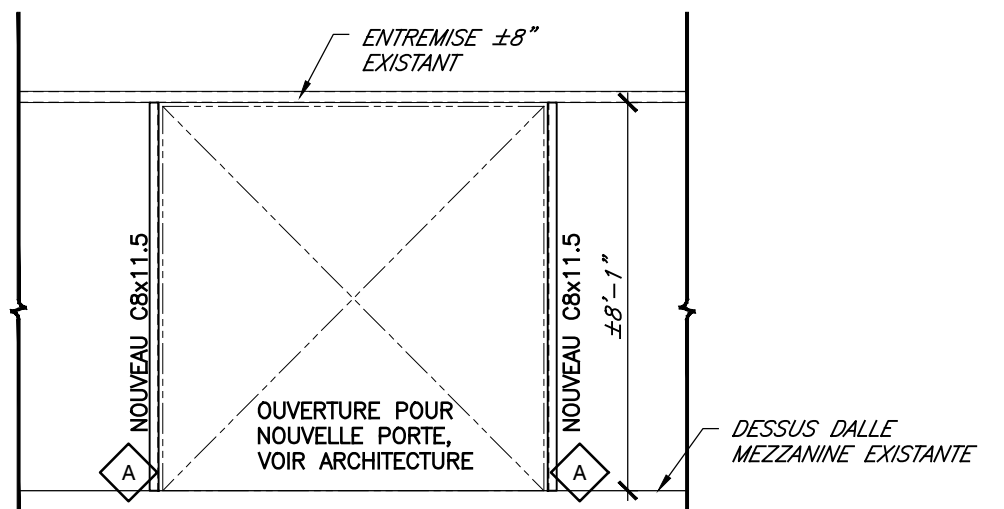 ENTREMISE ±8"
EXISTANT
NOUVEAU C8x11.5
NOUVEAU C8x11.5
±8'-1"
OUVERTURE POUR
NOUVELLE PORTE,
VOIR ARCHITECTURE
DESSUS DALLE
MEZZANINE EXISTANTE
A
A